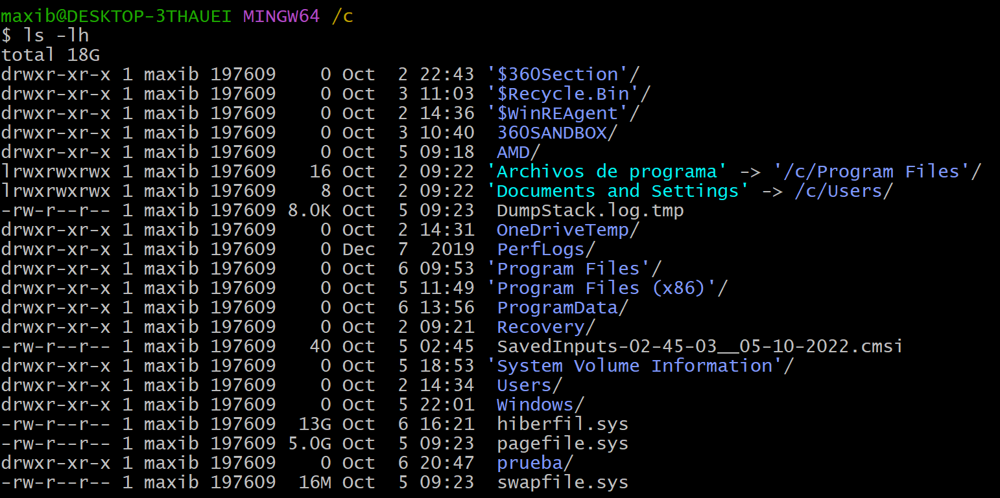 maxib@DESKTOP-3THAUEI MINGW64 /c
$ ls -lh
total 18G
drwxr-xr-x 1 maxib 197609    0 Oct  2 22:43 '$360Section'/
drwxr-xr-x 1 maxib 197609    0 Oct  3 11:03 '$Recycle.Bin'/
drwxr-xr-x 1 maxib 197609    0 Oct  2 14:36 '$WinREAgent'/
drwxr-xr-x 1 maxib 197609    0 Oct  3 10:40  360SANDBOX/
drwxr-xr-x 1 maxib 197609    0 Oct  5 09:18  AMD/
lrwxrwxrwx 1 maxib 197609   16 Oct  2 09:22 'Archivos de programa' -> '/c/Program Files'/
lrwxrwxrwx 1 maxib 197609    8 Oct  2 09:22 'Documents and Settings' -> /c/Users/
-rw-r--r-- 1 maxib 197609 8.0K Oct  5 09:23  DumpStack.log.tmp
drwxr-xr-x 1 maxib 197609    0 Oct  2 14:31  OneDriveTemp/
drwxr-xr-x 1 maxib 197609    0 Dec  7  2019  PerfLogs/
drwxr-xr-x 1 maxib 197609    0 Oct  6 09:53 'Program Files'/
drwxr-xr-x 1 maxib 197609    0 Oct  5 11:49 'Program Files (x86)'/
drwxr-xr-x 1 maxib 197609    0 Oct  6 13:56  ProgramData/
drwxr-xr-x 1 maxib 197609    0 Oct  2 09:21  Recovery/
-rw-r--r-- 1 maxib 197609   40 Oct  5 02:45  SavedInputs-02-45-03__05-10-2022.cmsi
drwxr-xr-x 1 maxib 197609    0 Oct  5 18:53 'System Volume Information'/
drwxr-xr-x 1 maxib 197609    0 Oct  2 14:34  Users/
drwxr-xr-x 1 maxib 197609    0 Oct  5 22:01  Windows/
-rw-r--r-- 1 maxib 197609  13G Oct  6 16:21  hiberfil.sys
-rw-r--r-- 1 maxib 197609 5.0G Oct  5 09:23  pagefile.sys
drwxr-xr-x 1 maxib 197609    0 Oct  6 20:47  prueba/
-rw-r--r-- 1 maxib 197609  16M Oct  5 09:23  swapfile.sys